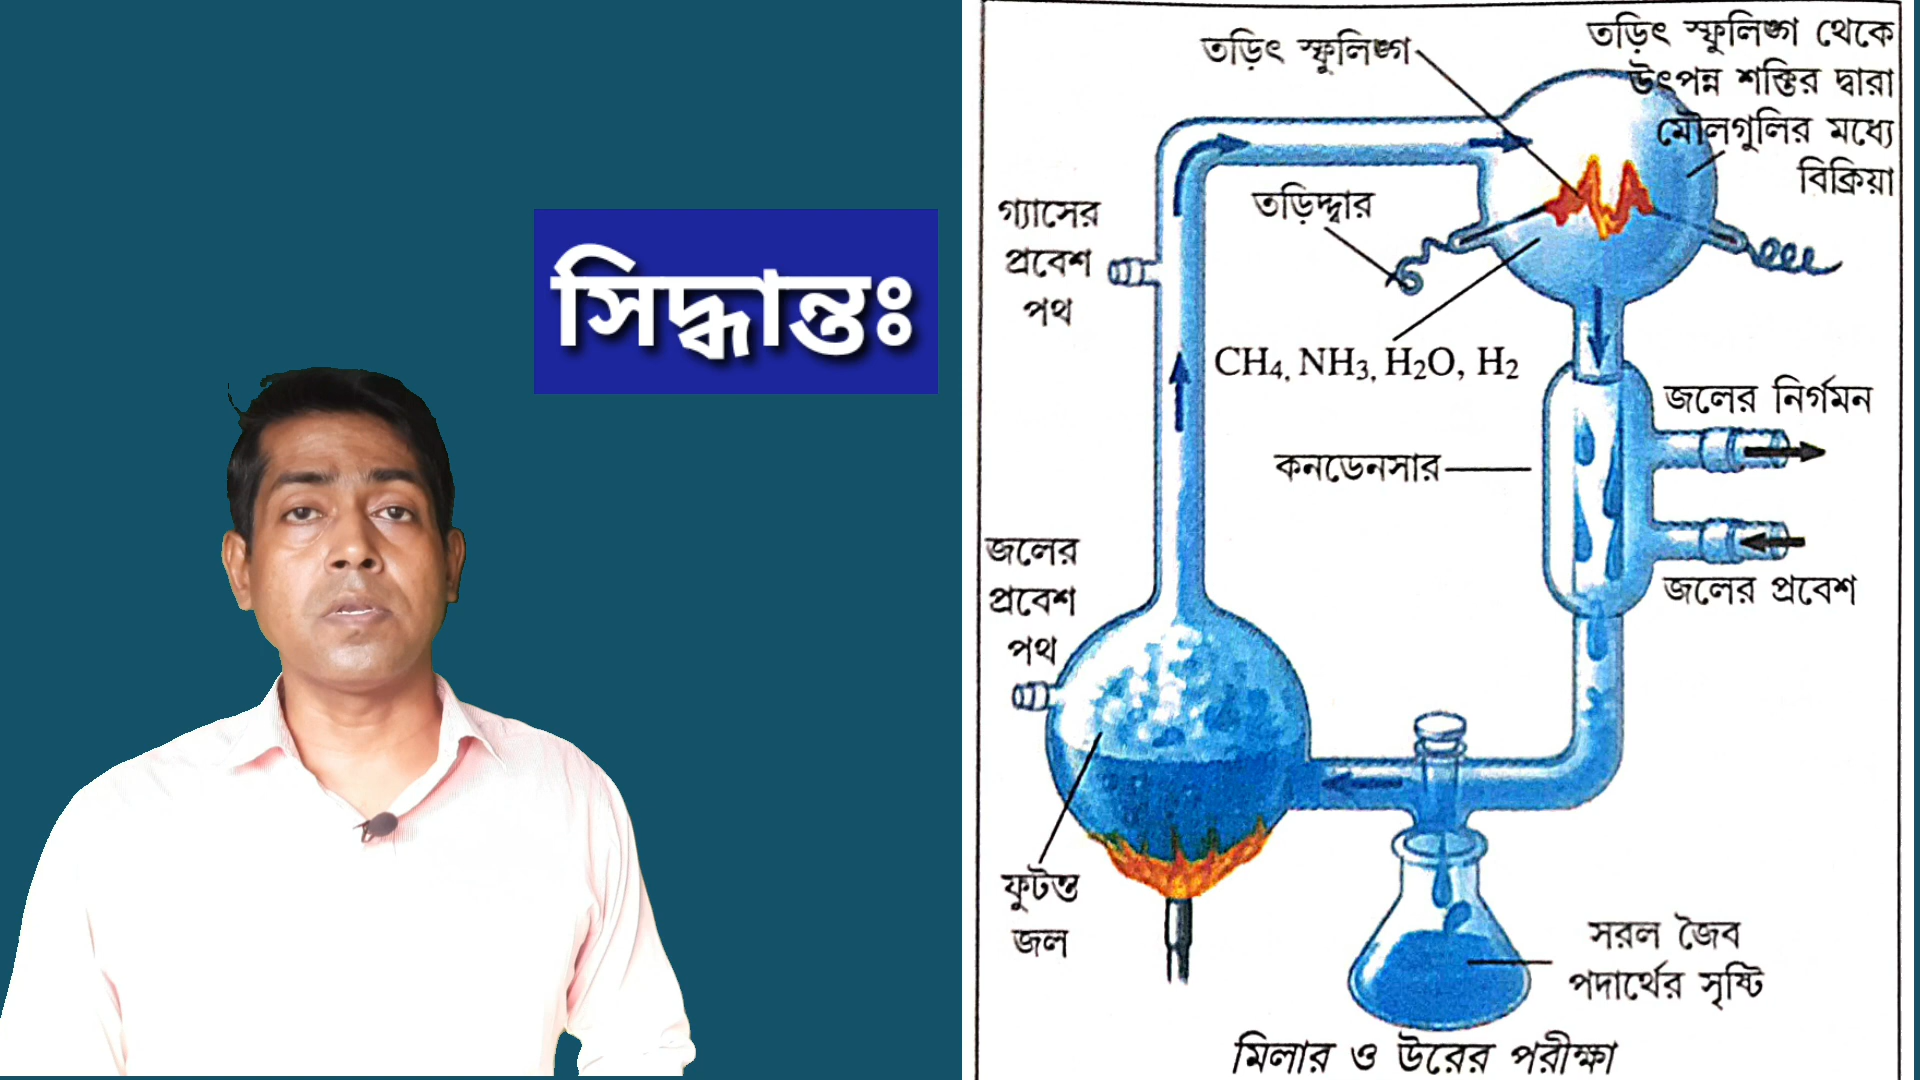 সিদ্ধান্তঃ
তড়িৎ স্ফুলিঙ্গ
তড়িৎ স্ফুলিঙ্গ থেকে
উৎপন্ন শক্তির দ্বারা
মৌলগুলির মধ্যে
বিক্রিয়া
গ্যাসের
প্রবেশ
পথ
তড়িদ্দ্বার
CH₄, NH₃, H₂O, H₂
জলের নির্গমন
কনডেনসার
জলের প্রবেশ
জলের
প্রবেশ
পথ
ফুটন্ত
জল
সরল জৈব
পদার্থের সৃষ্টি
মিলার ও উরের পরীক্ষা